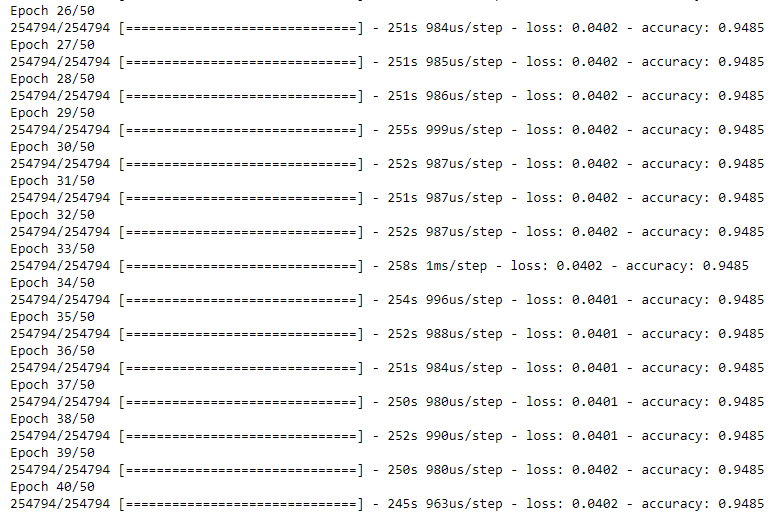 Epoch 26/50
254794/254794 [==============================] - 251s 984us/step - loss: 0.0402 - accuracy: 0.9485
Epoch 27/50
254794/254794 [==============================] - 251s 985us/step - loss: 0.0402 - accuracy: 0.9485
Epoch 28/50
254794/254794 [==============================] - 251s 986us/step - loss: 0.0402 - accuracy: 0.9485
Epoch 29/50
254794/254794 [==============================] - 255s 999us/step - loss: 0.0402 - accuracy: 0.9485
Epoch 30/50
254794/254794 [==============================] - 252s 987us/step - loss: 0.0402 - accuracy: 0.9485
Epoch 31/50
254794/254794 [==============================] - 251s 987us/step - loss: 0.0402 - accuracy: 0.9485
Epoch 32/50
254794/254794 [==============================] - 252s 987us/step - loss: 0.0402 - accuracy: 0.9485
Epoch 33/50
254794/254794 [==============================] - 258s 1ms/step - loss: 0.0402 - accuracy: 0.9485
Epoch 34/50
254794/254794 [==============================] - 254s 996us/step - loss: 0.0401 - accuracy: 0.9485
Epoch 35/50
254794/254794 [==============================] - 252s 988us/step - loss: 0.0401 - accuracy: 0.9485
Epoch 36/50
254794/254794 [==============================] - 251s 984us/step - loss: 0.0401 - accuracy: 0.9485
Epoch 37/50
254794/254794 [==============================] - 250s 980us/step - loss: 0.0401 - accuracy: 0.9485
Epoch 38/50
254794/254794 [==============================] - 252s 990us/step - loss: 0.0401 - accuracy: 0.9485
Epoch 39/50
254794/254794 [==============================] - 250s 980us/step - loss: 0.0402 - accuracy: 0.9485
Epoch 40/50
254794/254794 [==============================] - 245s 963us/step - loss: 0.0402 - accuracy: 0.9485